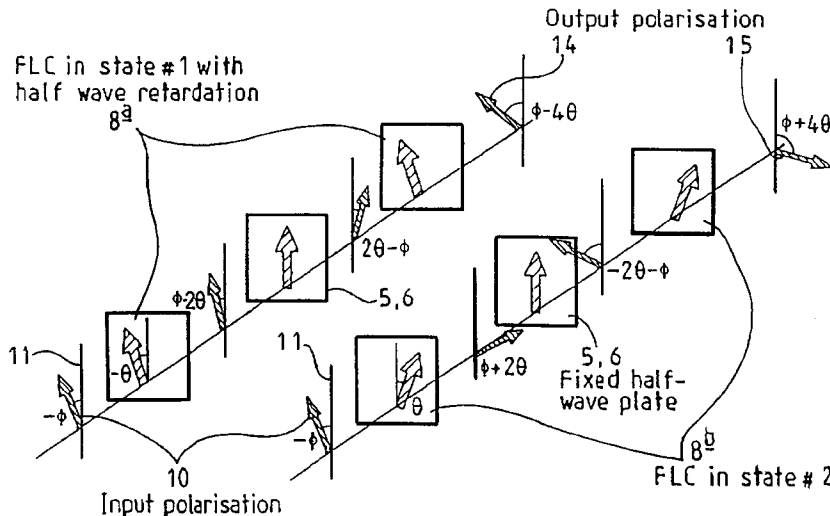 Output polarisation
14
15
FLC in state #1 with
half wave retardation
8a
ϕ-4θ
ϕ+4θ
2θ-ϕ
-2θ-ϕ
ϕ-2θ
5,6
11
11
-θ
ϕ+2θ
5,6
Fixed half-
wave plate
θ
-ϕ
-ϕ
10
Input polarisation
8b
FLC in state # 2